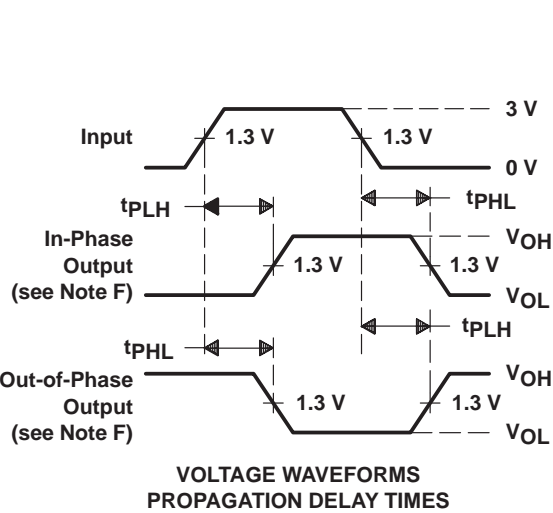 3 V
Input
1.3 V
1.3 V
0 V
tPLH
tPHL
In-Phase
Output
(see Note F)
VOH
1.3 V
1.3 V
VOL
tPLH
tPHL
Out-of-Phase
Output
(see Note F)
VOH
1.3 V
1.3 V
VOL
VOLTAGE WAVEFORMS
PROPAGATION DELAY TIMES